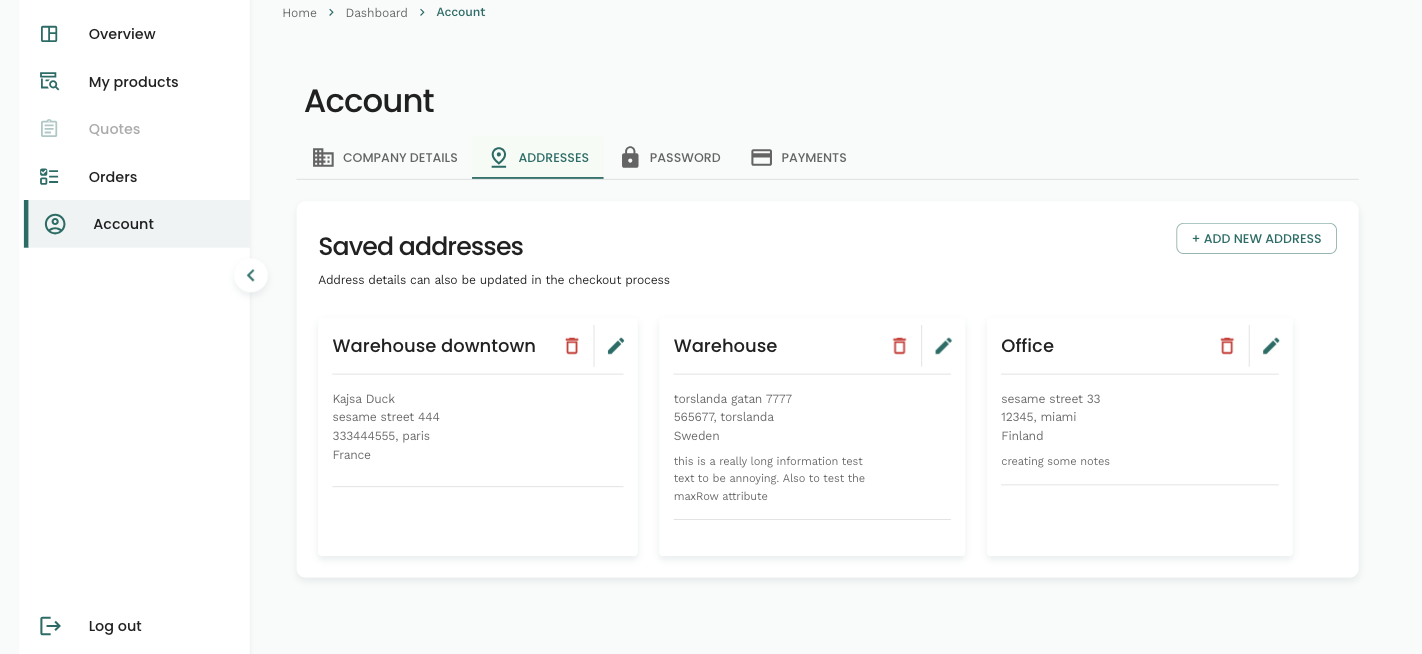 Home > Dashboard > Account
Overview
My products
Quotes
Orders
Account
Log out
Account
COMPANY DETAILS
ADDRESSES
PASSWORD
PAYMENTS
Saved addresses
+ ADD NEW ADDRESS
Address details can also be updated in the checkout process
Warehouse downtown
Kajsa Duck
sesame street 444
333444555, paris
France
Warehouse
torslanda gatan 7777
565677, torslanda
Sweden
this is a really long information test
text to be annoying. Also to test the
maxRow attribute
Office
sesame street 33
12345, miami
Finland
creating some notes